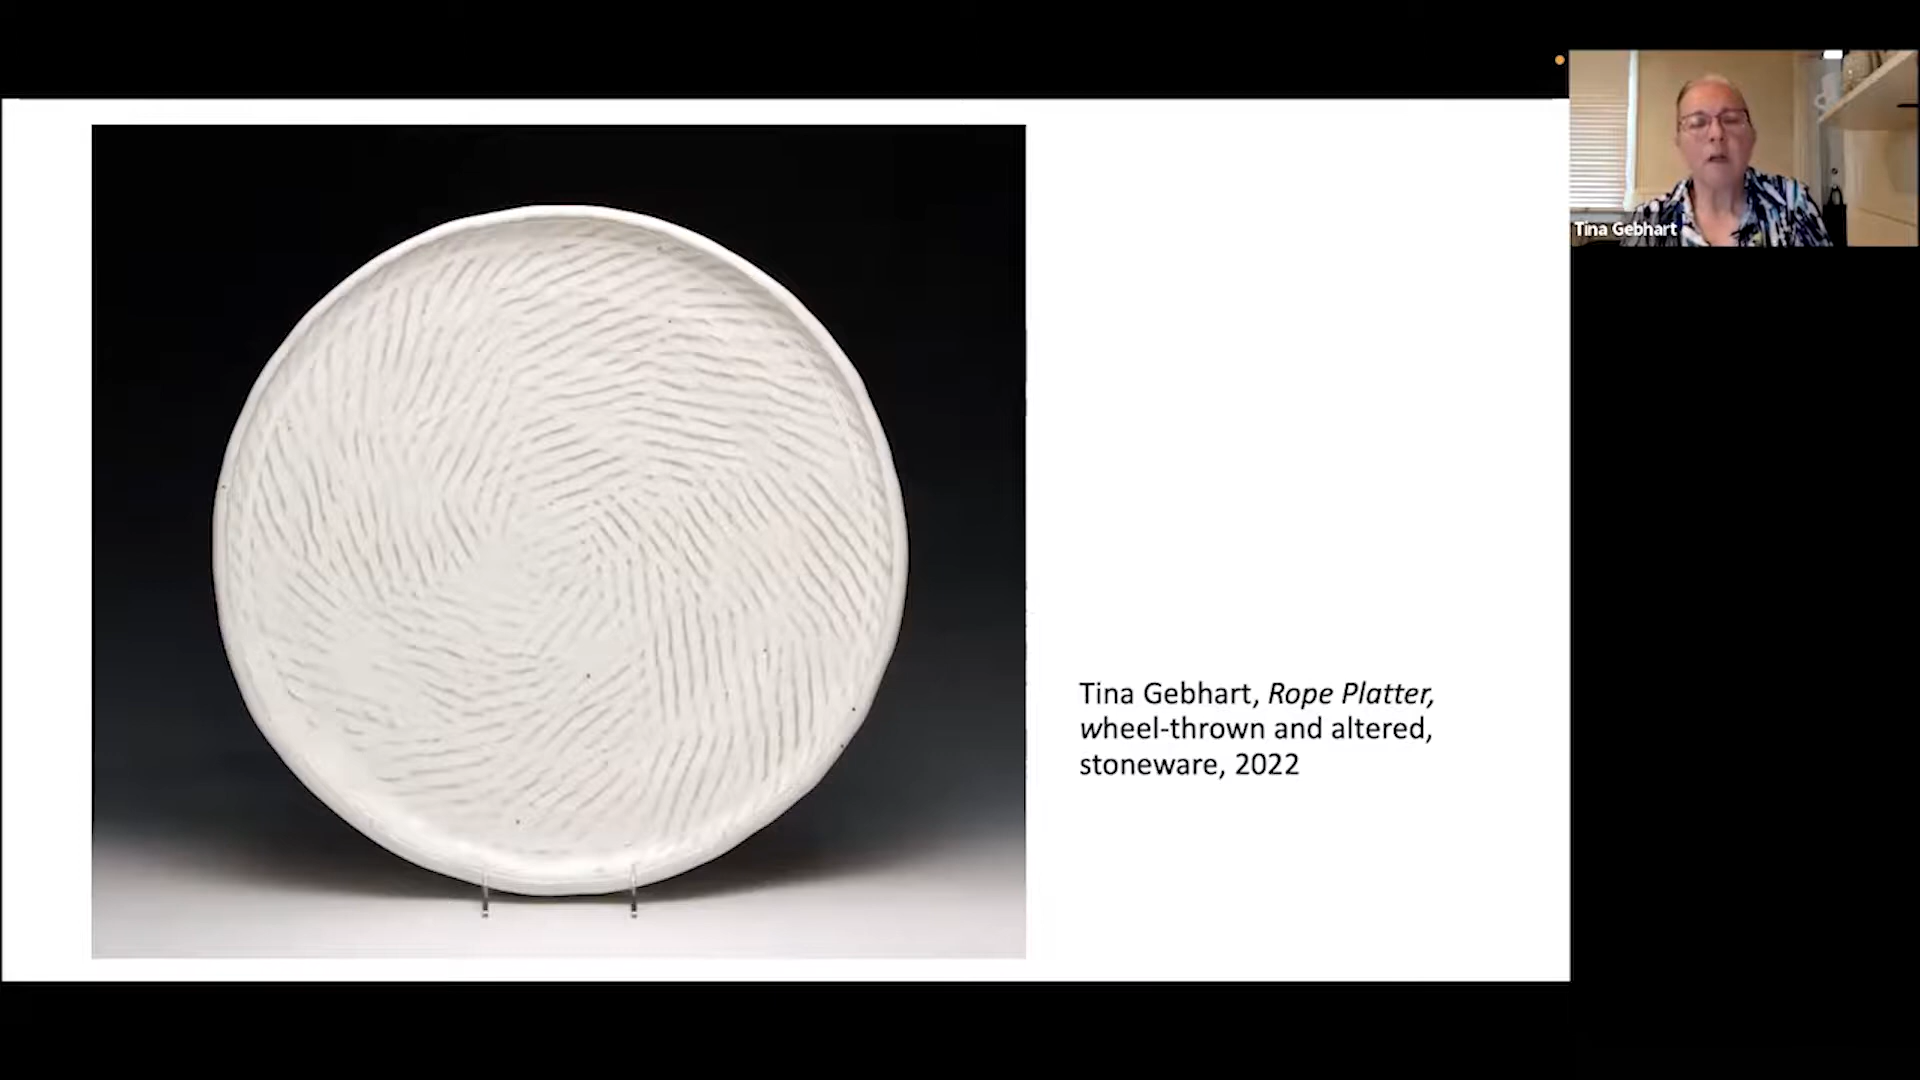 Tina Gebhart
Tina Gebhart, Rope Platter,
wheel-thrown and altered,
stoneware, 2022